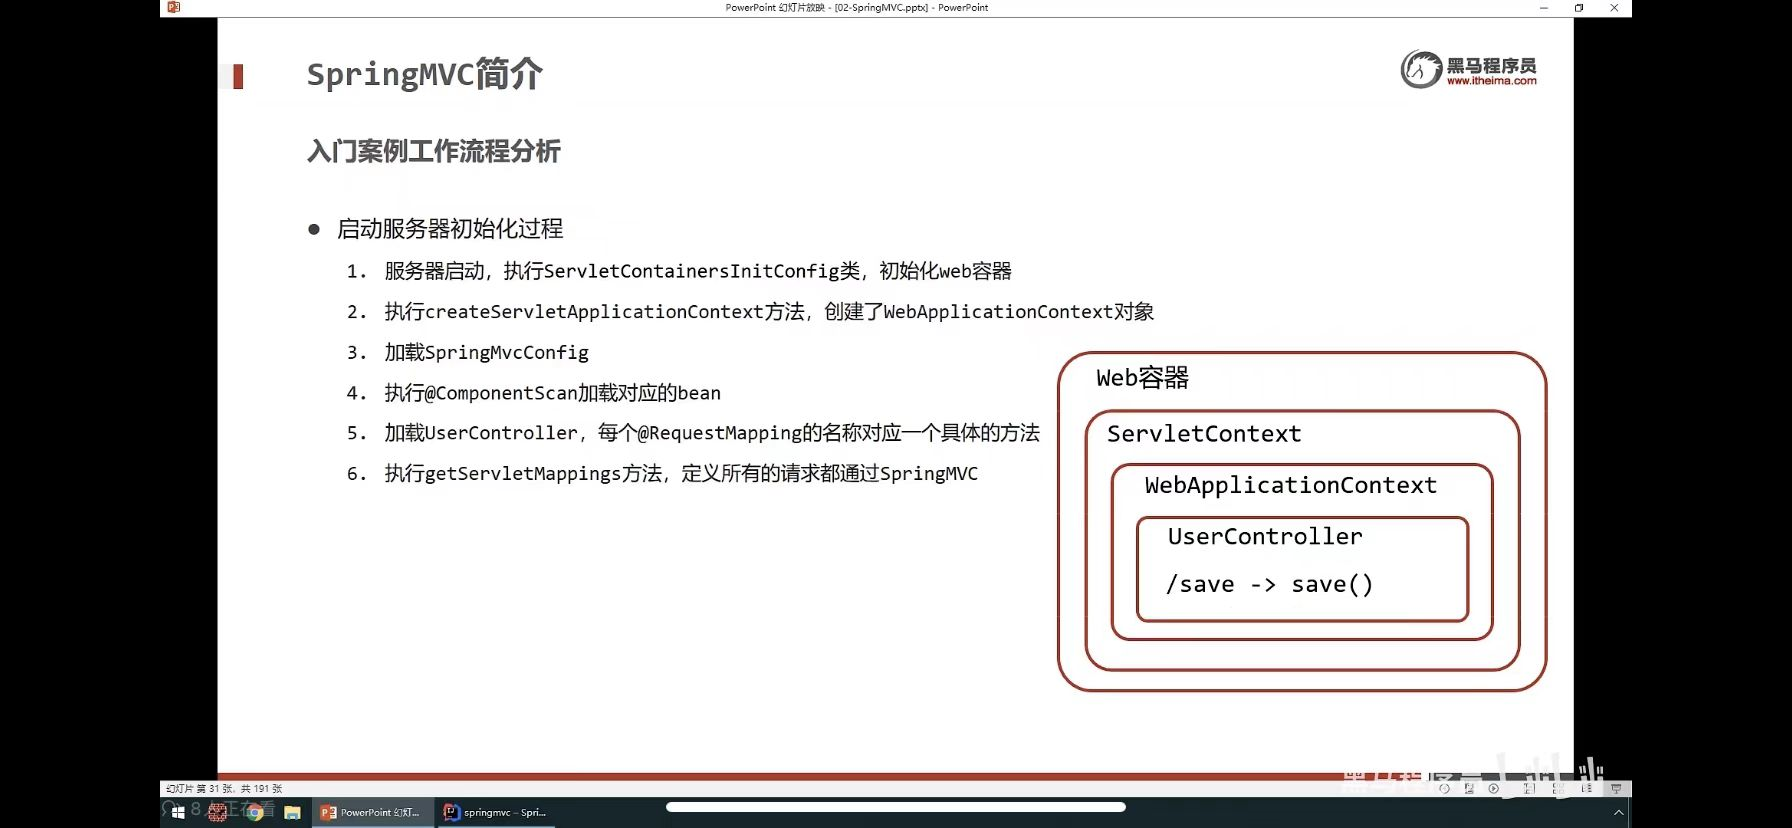 PowerPoint 幻灯片放映 - [02-SpringMVC.pptx] - PowerPoint
SpringMVC简介
黑马程序员
www.itheima.com
入门案例工作流程分析
● 启动服务器初始化过程
1. 服务器启动，执行ServletContainersInitConfig类，初始化web容器
2. 执行createServletApplicationContext方法，创建了WebApplicationContext对象
3. 加载SpringMvcConfig
4. 执行@ComponentScan加载对应的bean
5. 加载UserController，每个@RequestMapping的名称对应一个具体的方法
6. 执行getServletMappings方法，定义所有的请求都通过SpringMVC
Web容器
ServletContext
WebApplicationContext
UserController
/save -> save()
黑马程序员
幻灯片 第 31 张，共 191 张
8人正在看
PowerPoint 幻灯...
springmvc – Spri...